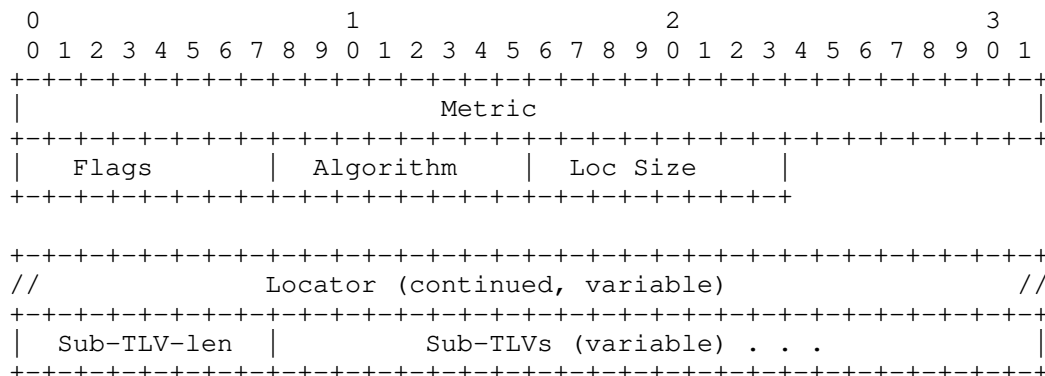 0                   1                   2                   3
 0 1 2 3 4 5 6 7 8 9 0 1 2 3 4 5 6 7 8 9 0 1 2 3 4 5 6 7 8 9 0 1
+-+-+-+-+-+-+-+-+-+-+-+-+-+-+-+-+-+-+-+-+-+-+-+-+-+-+-+-+-+-+-+-+
|                          Metric                               |
+-+-+-+-+-+-+-+-+-+-+-+-+-+-+-+-+-+-+-+-+-+-+-+-+-+-+-+-+-+-+-+-+
|   Flags       |  Algorithm    |  Loc Size     |
+-+-+-+-+-+-+-+-+-+-+-+-+-+-+-+-+-+-+-+-+-+-+-+-+

+-+-+-+-+-+-+-+-+-+-+-+-+-+-+-+-+-+-+-+-+-+-+-+-+-+-+-+-+-+-+-+-+
//              Locator (continued, variable)                  //
+-+-+-+-+-+-+-+-+-+-+-+-+-+-+-+-+-+-+-+-+-+-+-+-+-+-+-+-+-+-+-+-+
|  Sub-TLV-len  |         Sub-TLVs (variable) . . .             |
+-+-+-+-+-+-+-+-+-+-+-+-+-+-+-+-+-+-+-+-+-+-+-+-+-+-+-+-+-+-+-+-+